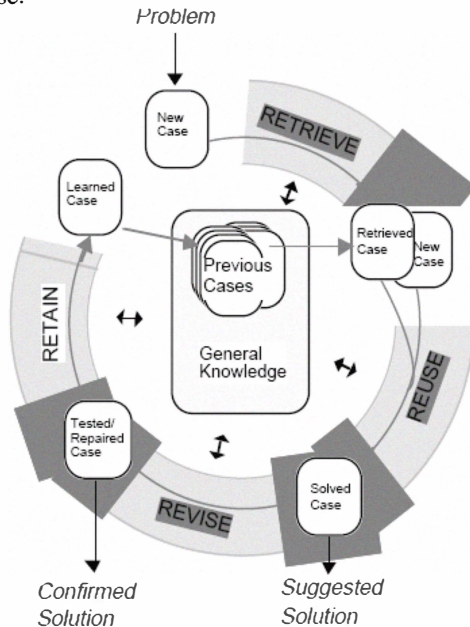 se.
Problem
New
Case
RETRIEVE
Learned
Case
Previous
Cases
Retrieved
Case
New
Case
General
Knowledge
RETAIN
REUSE
Tested/
Repaired
Case
REVISE
Solved
Case
Confirmed
Solution
Suggested
Solution